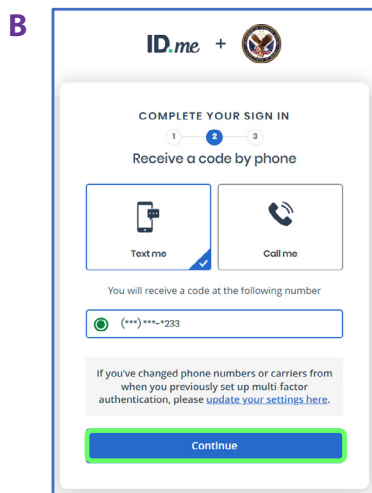 B
ID.me +
COMPLETE YOUR SIGN IN
1 2 3
Receive a code by phone
Text me
Call me
You will receive a code at the following number
(***) ***-*233
If you've changed phone numbers or carriers from
when you previously set up multi-factor
authentication, please update your settings here.
Continue